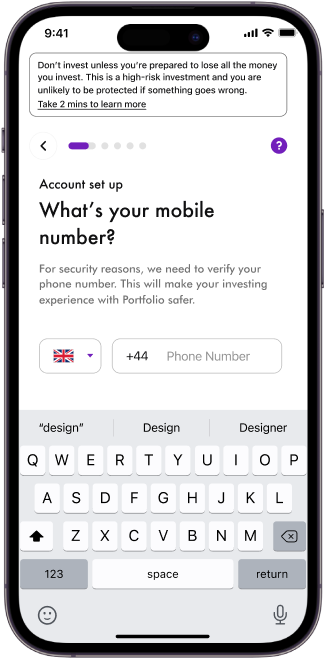 9:41
Don't invest unless you're prepared to lose all the money
you invest. This is a high-risk investment and you are
unlikely to be protected if something goes wrong.
Take 2 mins to learn more
?
Account set up
What's your mobile
number?
For security reasons, we need to verify your
phone number. This will make your investing
experience with Portfolio safer.
+44 Phone Number
“design” Design Designer
Q W E R T Y U I O P
A S D F G H J K L
Z X C V B N M
123 space return